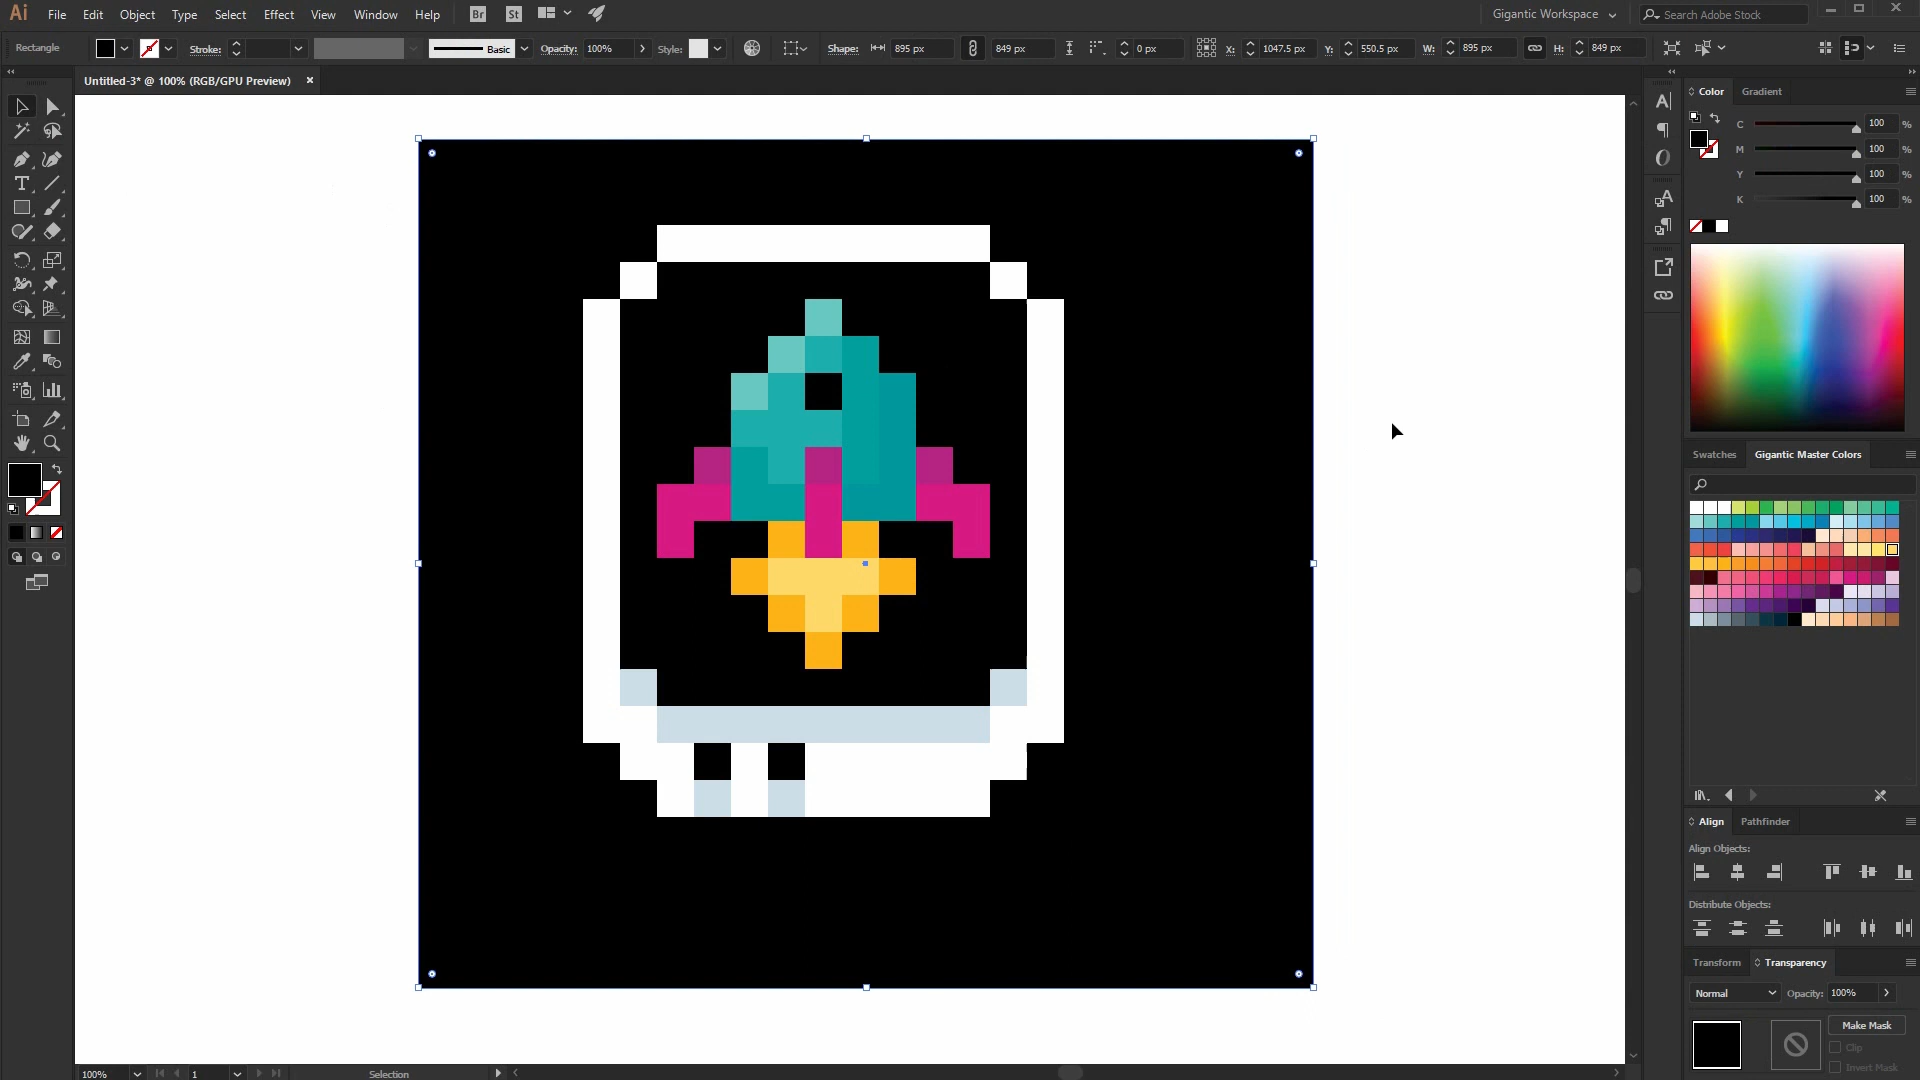 Ai File Edit Object Type Select Effect View Window Help Br St Gigantic Workspace Search Adobe Stock
Rectangle Stroke: Basic Opacity: 100% Style: Shape: 895 px 849 px 0 px X: 1047.5 px Y: 550.5 px W: 895 px H: 849 px
Untitled-3* @ 100% (RGB/GPU Preview)
Color Gradient
C 100 %
M 100 %
Y 100 %
K 100 %
Swatches Gigantic Master Colors
Align Pathfinder
Align Objects:
Distribute Objects:
Transform Transparency
Normal Opacity: 100%
Make Mask
Clip
Invert Mask
100% 1 Selection